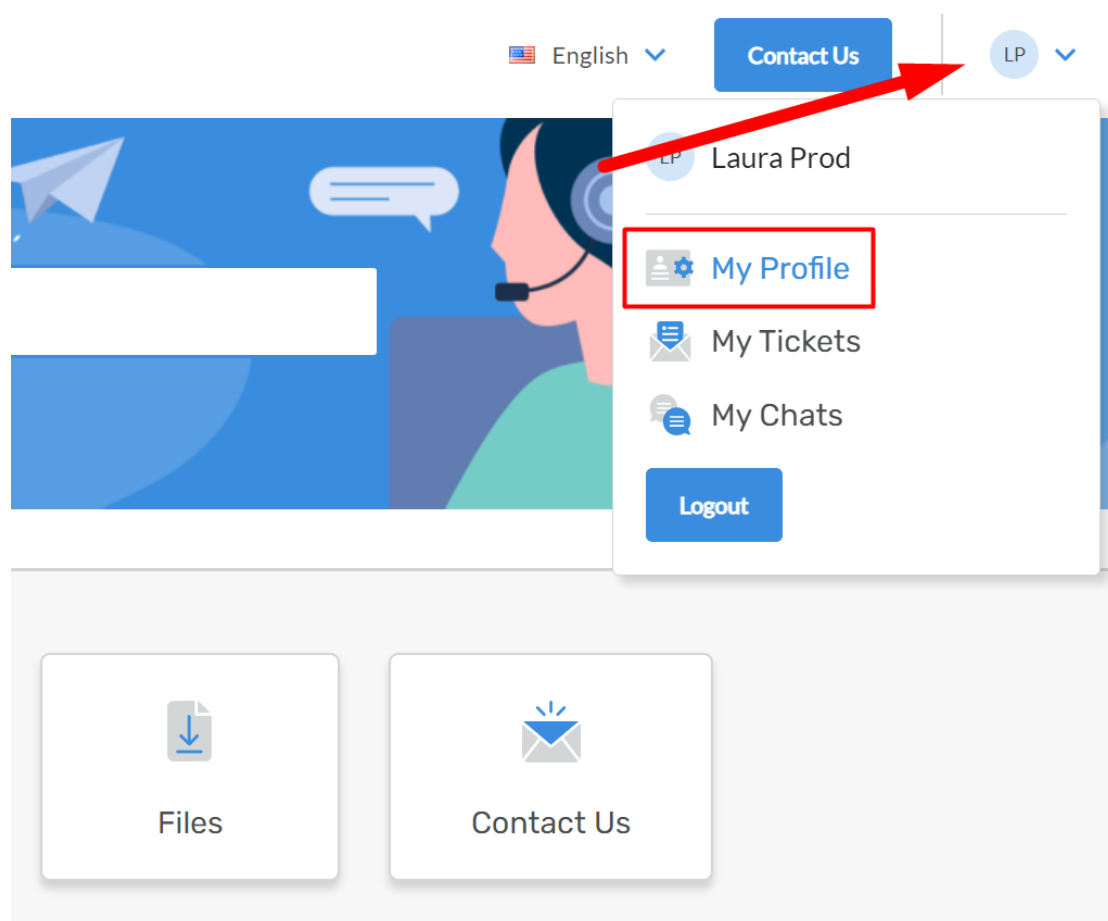 English
Contact Us
LP
LP
Laura Prod
My Profile
My Tickets
My Chats
Logout
Files
Contact Us